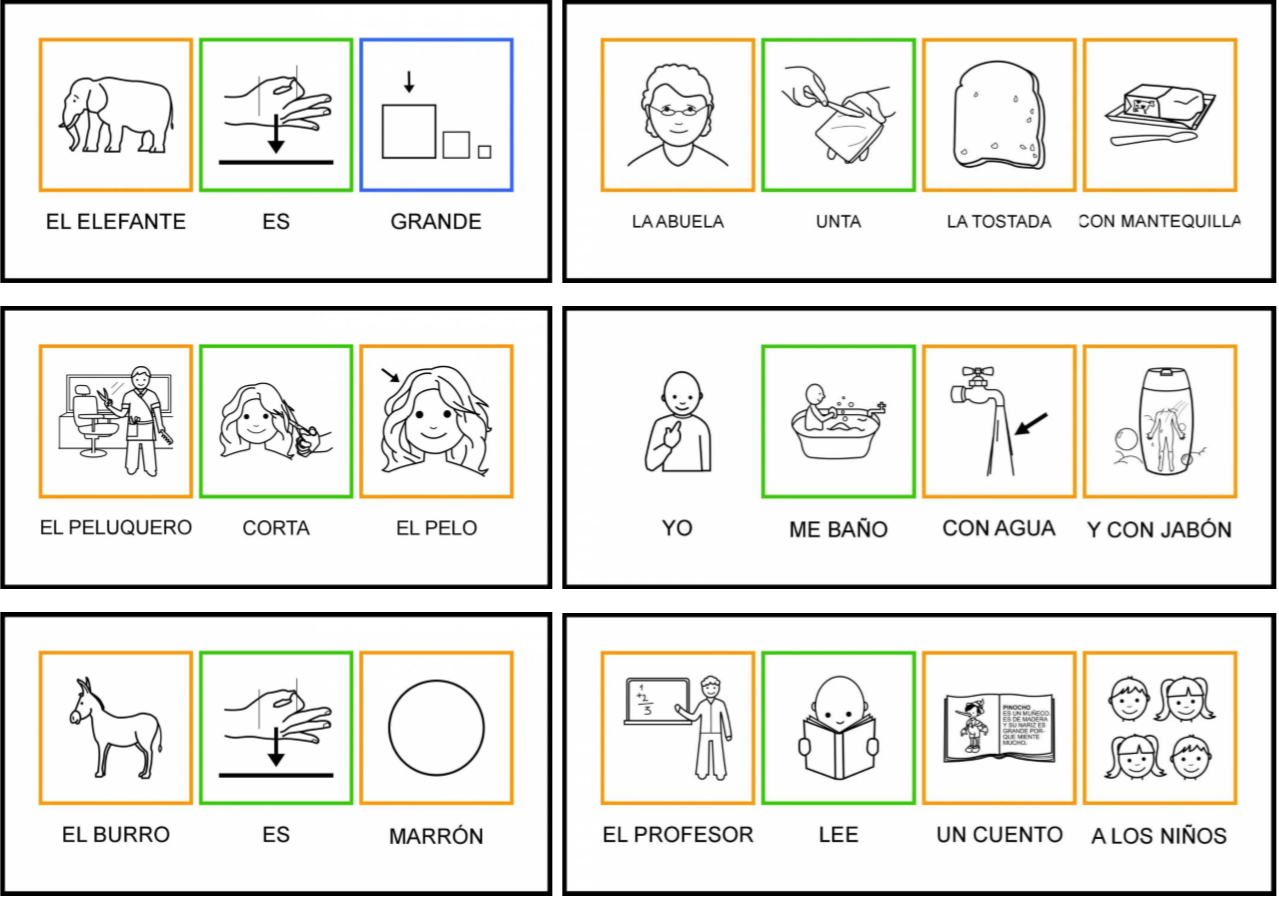 EL ELEFANTE ES GRANDE
LA ABUELA UNTA LA TOSTADA CON MANTEQUILLA
EL PELUQUERO CORTA EL PELO
YO ME BAÑO CON AGUA Y CON JABÓN
1
+2
3
PINOCHO
ES UN MUÑECO.
ES DE MADERA
Y SU NARIZ ES
GRANDE POR-
QUE MIENTE
MUCHO.
EL BURRO ES MARRÓN
EL PROFESOR LEE UN CUENTO A LOS NIÑOS